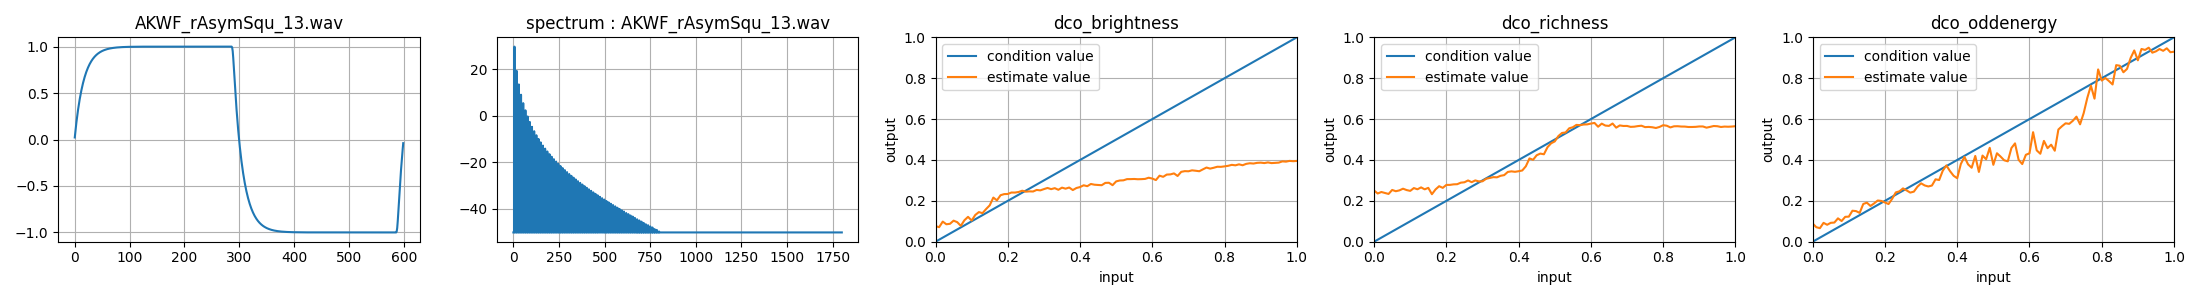 AKWF_rAsymSqu_13.wav
1.0
0.5
0.0
−0.5
−1.0
0 100 200 300 400 500 600
spectrum : AKWF_rAsymSqu_13.wav
20
0
−20
−40
0 250 500 750 1000 1250 1500 1750
dco_brightness
condition value
estimate value
output
1.0
0.8
0.6
0.4
0.2
0.0
0.0 0.2 0.4 0.6 0.8 1.0
input
dco_richness
condition value
estimate value
output
1.0
0.8
0.6
0.4
0.2
0.0
0.0 0.2 0.4 0.6 0.8 1.0
input
dco_oddenergy
condition value
estimate value
output
1.0
0.8
0.6
0.4
0.2
0.0
0.0 0.2 0.4 0.6 0.8 1.0
input